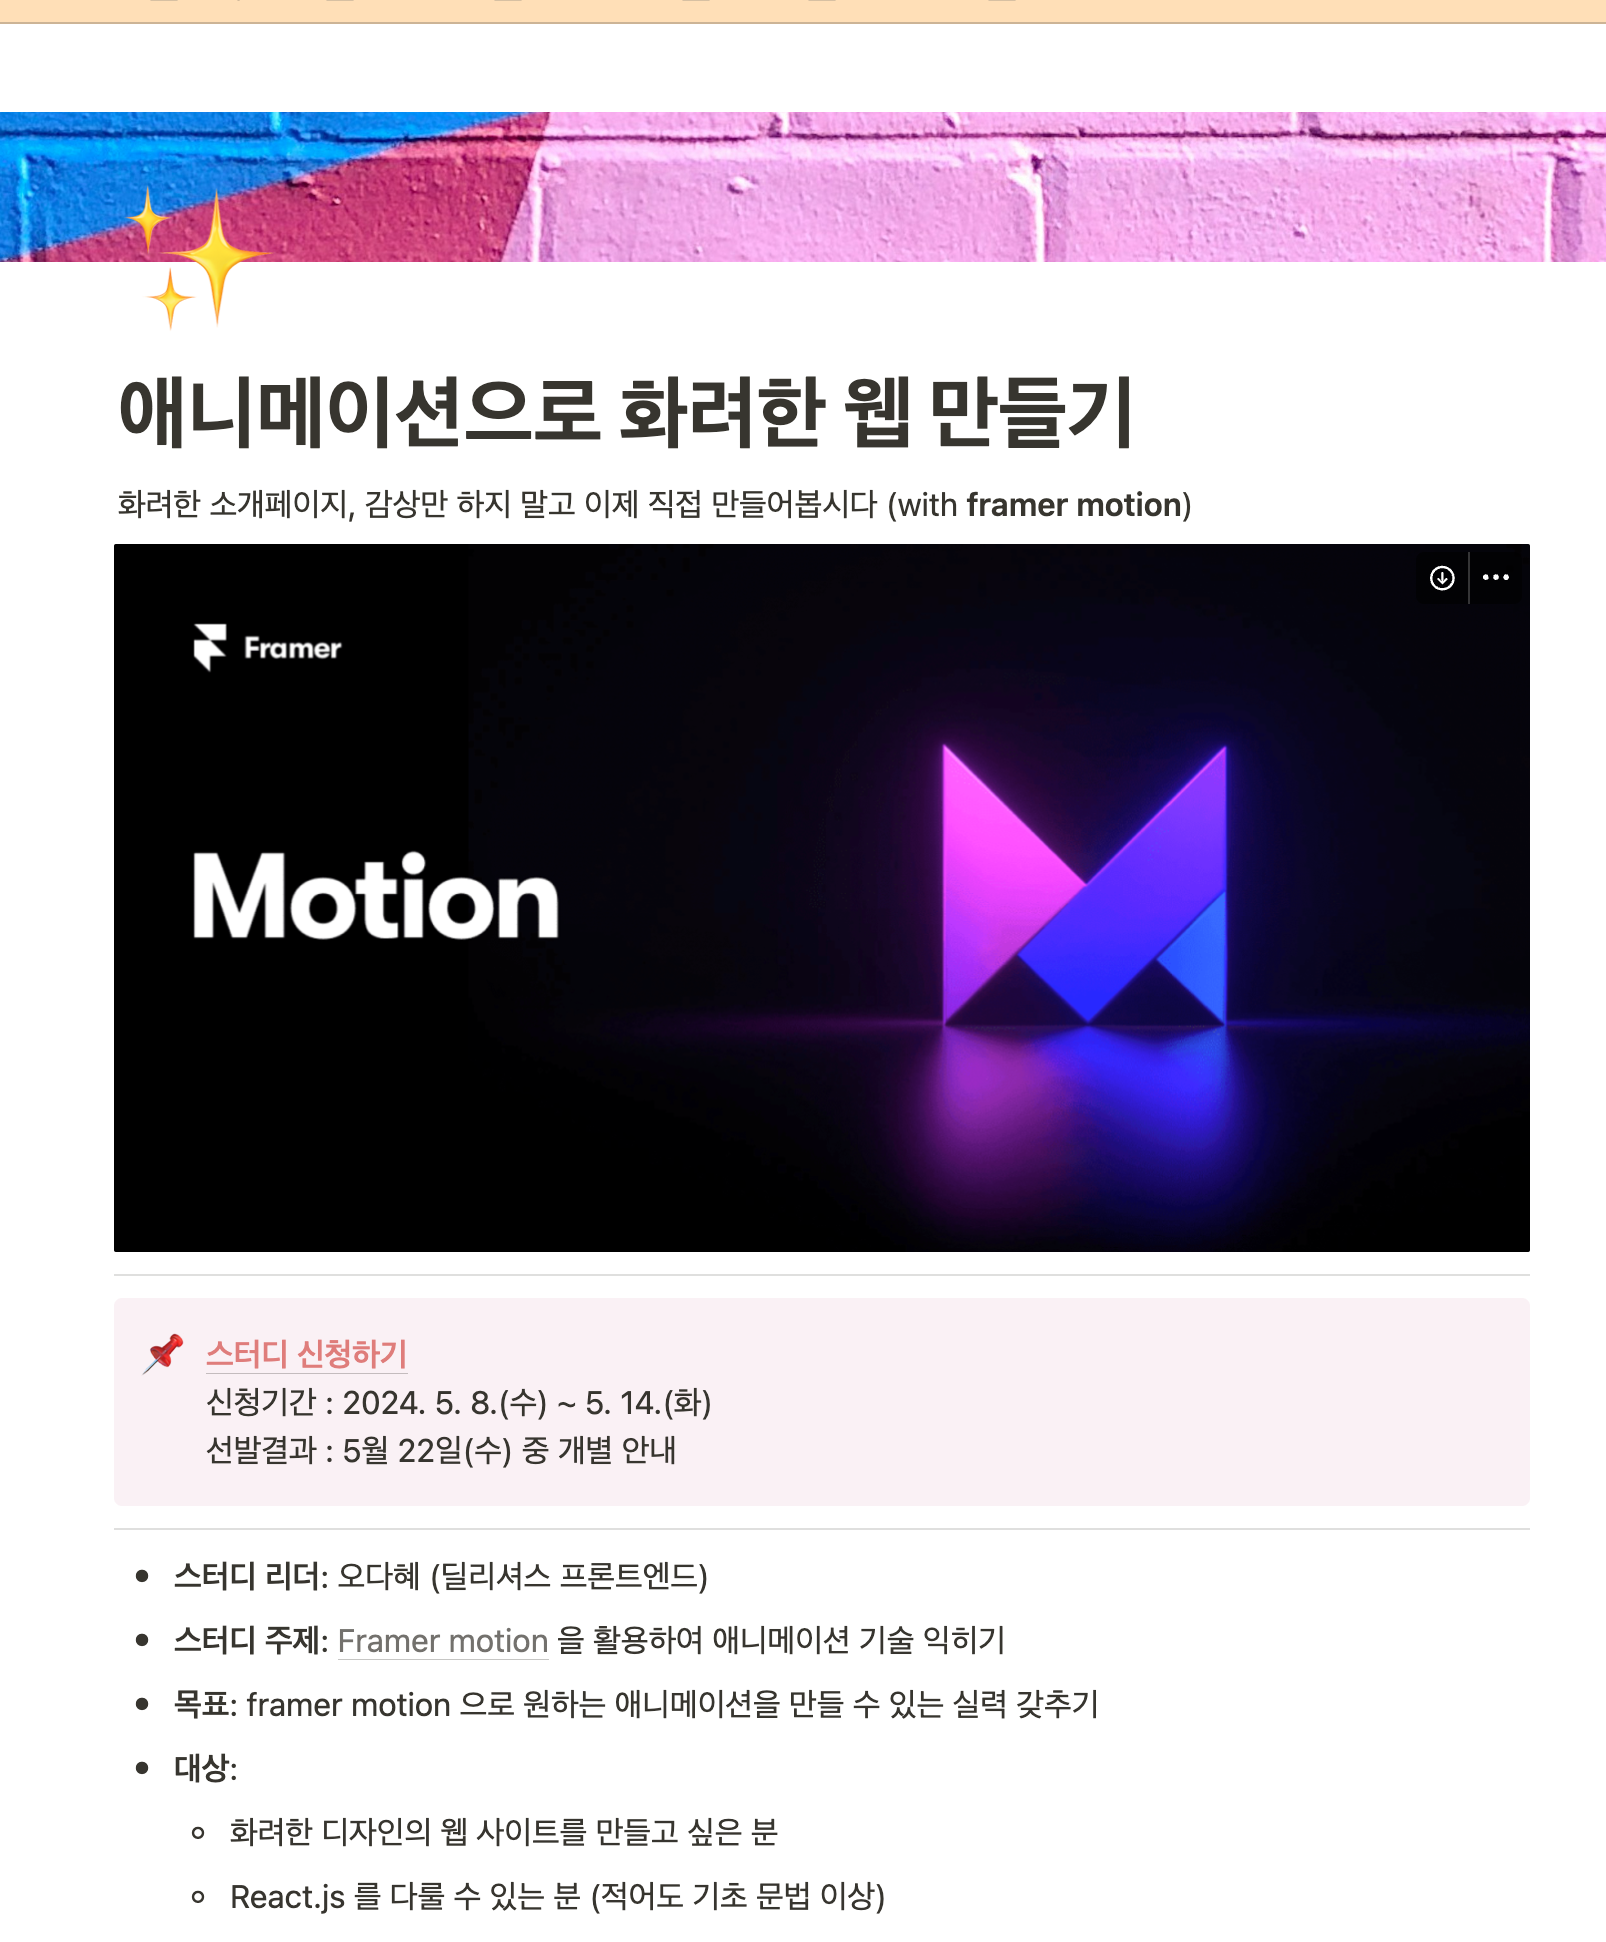 애니메이션으로 화려한 웹 만들기
화려한 소개페이지, 감상만 하지 말고 이제 직접 만들어봅시다 (with framer motion)
Framer
Motion
스터디 신청하기
신청기간 : 2024. 5. 8.(수) ~ 5. 14.(화)
선발결과 : 5월 22일(수) 중 개별 안내
스터디 리더: 오다혜 (딜리셔스 프론트엔드)
스터디 주제: Framer motion 을 활용하여 애니메이션 기술 익히기
목표: framer motion 으로 원하는 애니메이션을 만들 수 있는 실력 갖추기
대상:
화려한 디자인의 웹 사이트를 만들고 싶은 분
React.js 를 다룰 수 있는 분 (적어도 기초 문법 이상)